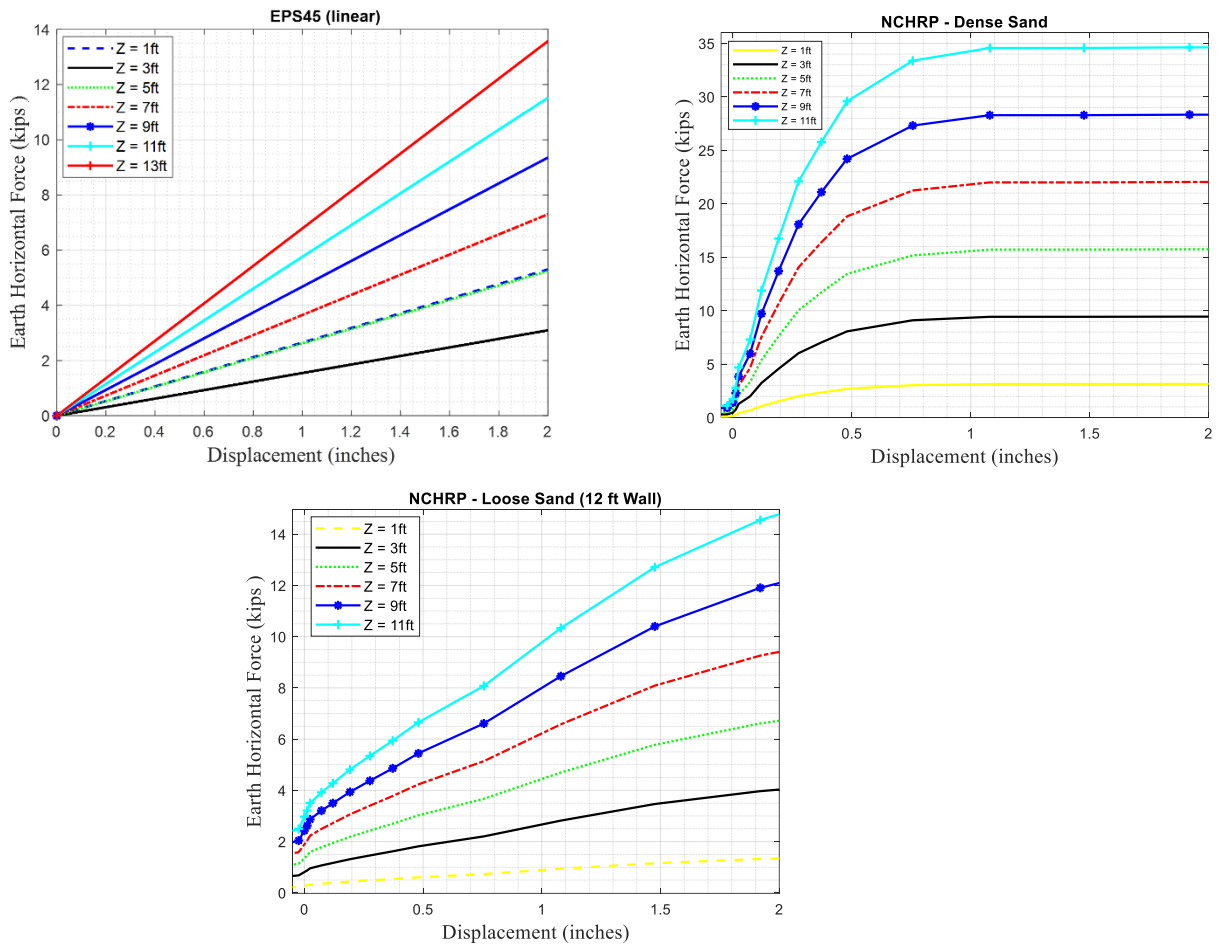 EPS45 (linear)
14
12
10
8
6
4
2
0
Earth Horizontal Force (kips )
Z = 1ft
Z = 3ft
Z = 5ft
Z = 7ft
Z = 9ft
Z = 11ft
Z = 13ft
0 0.2 0.4 0.6 0.8 1 1.2 1.4 1.6 1.8 2
Displacement (inches)
NCHRP - Dense Sand
35
30
25
20
15
10
5
0
Earth Horizontal Force (kips )
Z = 1ft
Z = 3ft
Z = 5ft
Z = 7ft
Z = 9ft
Z = 11ft
0 0.5 1 1.5 2
Displacement (inches)
NCHRP - Loose Sand (12 ft Wall)
14
12
10
8
6
4
2
0
Earth Horizontal Force (kips )
Z = 1ft
Z = 3ft
Z = 5ft
Z = 7ft
Z = 9ft
Z = 11ft
0 0.5 1 1.5 2
Displacement (inches)